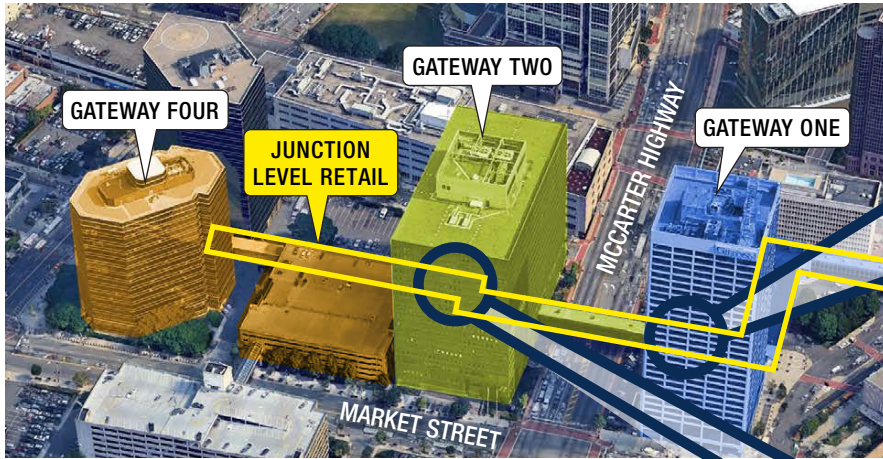 GATEWAY FOUR
JUNCTION
LEVEL RETAIL
GATEWAY TWO
GATEWAY ONE
MCCARTER HIGHWAY
MARKET STREET